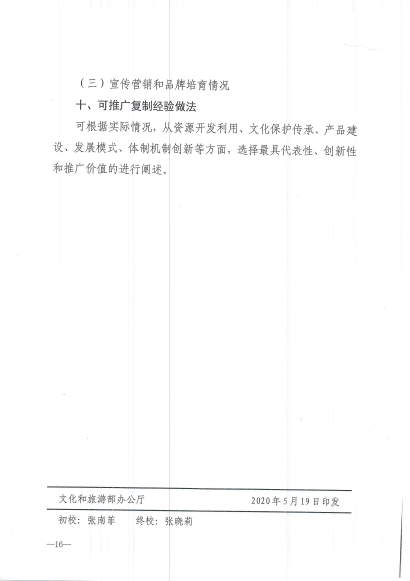 （三）宣传营销和品牌培育情况
十、可推广复制经验做法
可根据实际情况，从资源开发利用、文化保护传承、产品建
设、发展模式、体制机制创新等方面，选择最具代表性、创新性
和推广价值的进行阐述。
文化和旅游部办公厅 2020年5月19日印发
初校：张南菲 终校：张晓莉
—16—